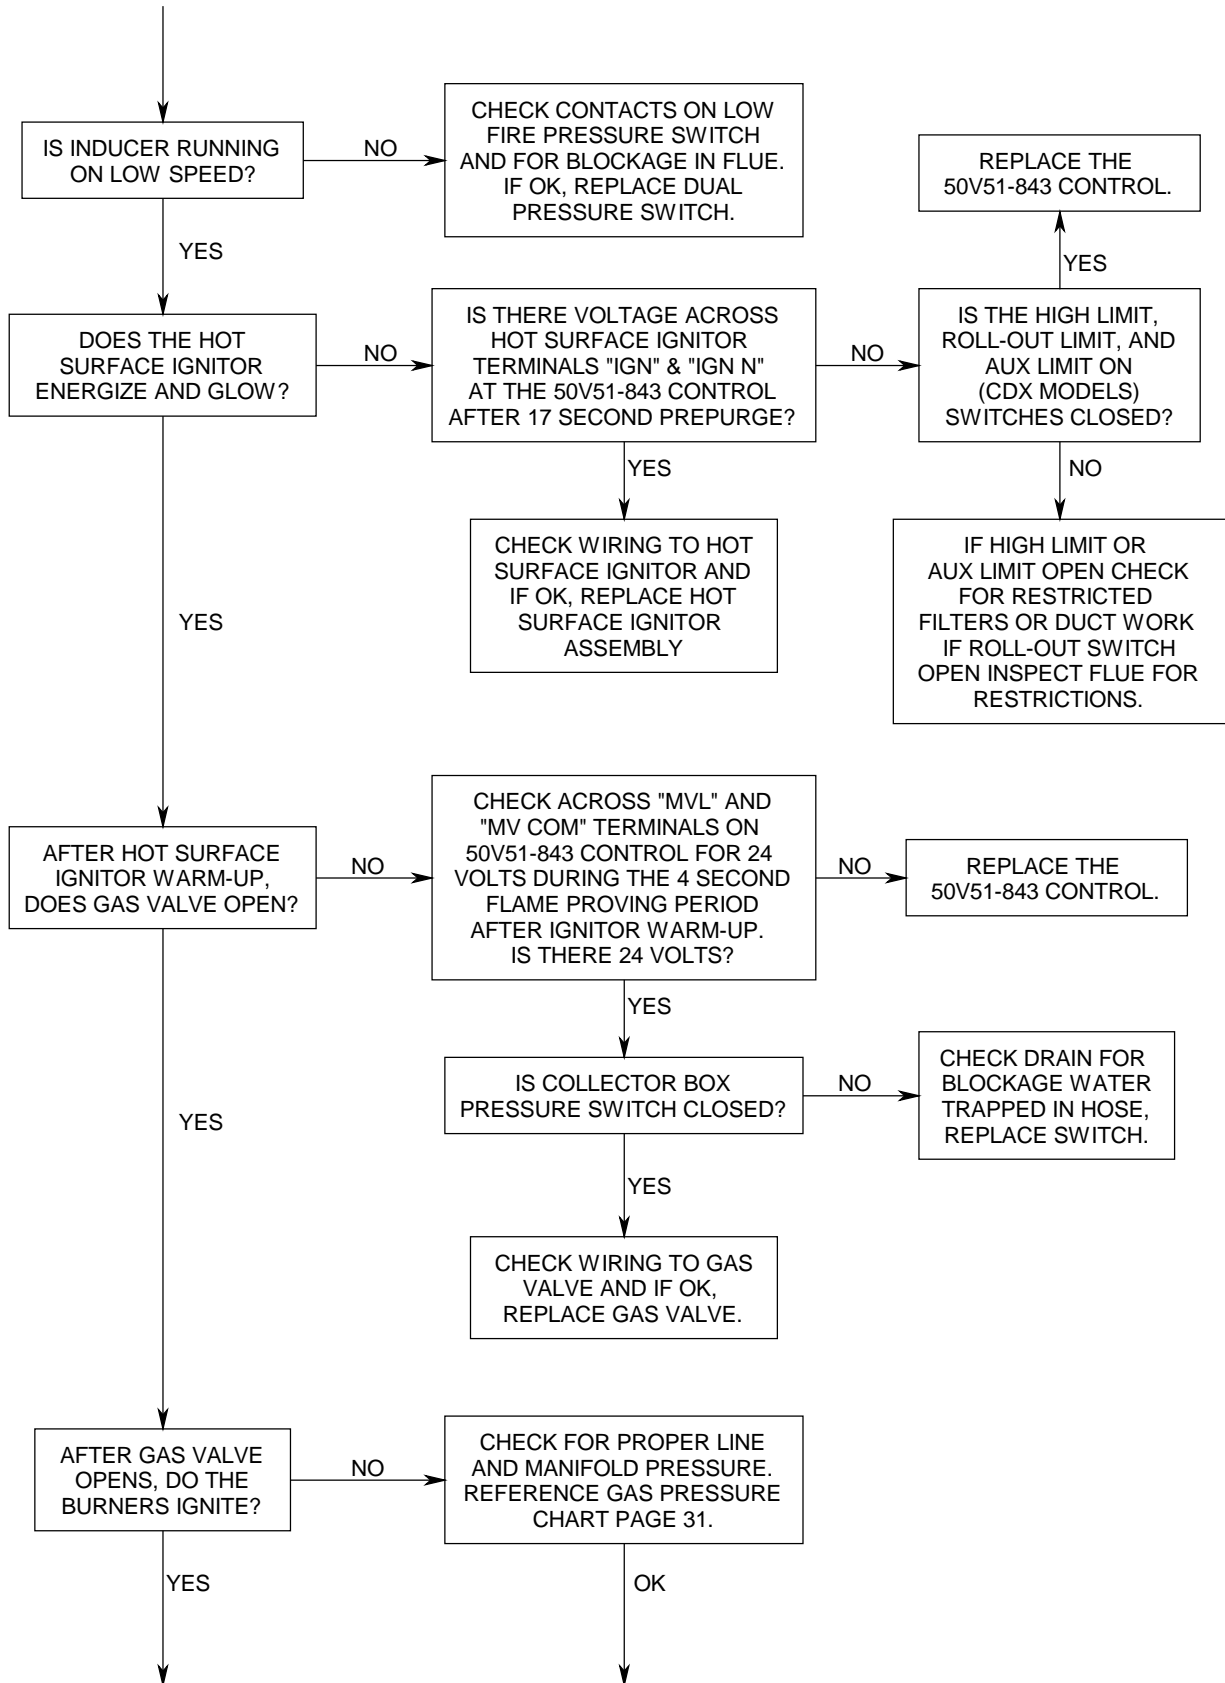 IS INDUCER RUNNING
ON LOW SPEED?
NO
CHECK CONTACTS ON LOW
FIRE PRESSURE SWITCH
AND FOR BLOCKAGE IN FLUE.
IF OK, REPLACE DUAL
PRESSURE SWITCH.
REPLACE THE
50V51-843 CONTROL.
YES
YES
DOES THE HOT
SURFACE IGNITOR
ENERGIZE AND GLOW?
NO
IS THERE VOLTAGE ACROSS
HOT SURFACE IGNITOR
TERMINALS "IGN" & "IGN N"
AT THE 50V51-843 CONTROL
AFTER 17 SECOND PREPURGE?
NO
IS THE HIGH LIMIT,
ROLL-OUT LIMIT, AND
AUX LIMIT ON
(CDX MODELS)
SWITCHES CLOSED?
YES
NO
YES
CHECK WIRING TO HOT
SURFACE IGNITOR AND
IF OK, REPLACE HOT
SURFACE IGNITOR
ASSEMBLY
IF HIGH LIMIT OR
AUX LIMIT OPEN CHECK
FOR RESTRICTED
FILTERS OR DUCT WORK
IF ROLL-OUT SWITCH
OPEN INSPECT FLUE FOR
RESTRICTIONS.
AFTER HOT SURFACE
IGNITOR WARM-UP,
DOES GAS VALVE OPEN?
NO
CHECK ACROSS "MVL" AND
"MV COM" TERMINALS ON
50V51-843 CONTROL FOR 24
VOLTS DURING THE 4 SECOND
FLAME PROVING PERIOD
AFTER IGNITOR WARM-UP.
IS THERE 24 VOLTS?
NO
REPLACE THE
50V51-843 CONTROL.
YES
YES
IS COLLECTOR BOX
PRESSURE SWITCH CLOSED?
NO
CHECK DRAIN FOR
BLOCKAGE WATER
TRAPPED IN HOSE,
REPLACE SWITCH.
YES
CHECK WIRING TO GAS
VALVE AND IF OK,
REPLACE GAS VALVE.
AFTER GAS VALVE
OPENS, DO THE
BURNERS IGNITE?
NO
CHECK FOR PROPER LINE
AND MANIFOLD PRESSURE.
REFERENCE GAS PRESSURE
CHART PAGE 31.
YES
OK